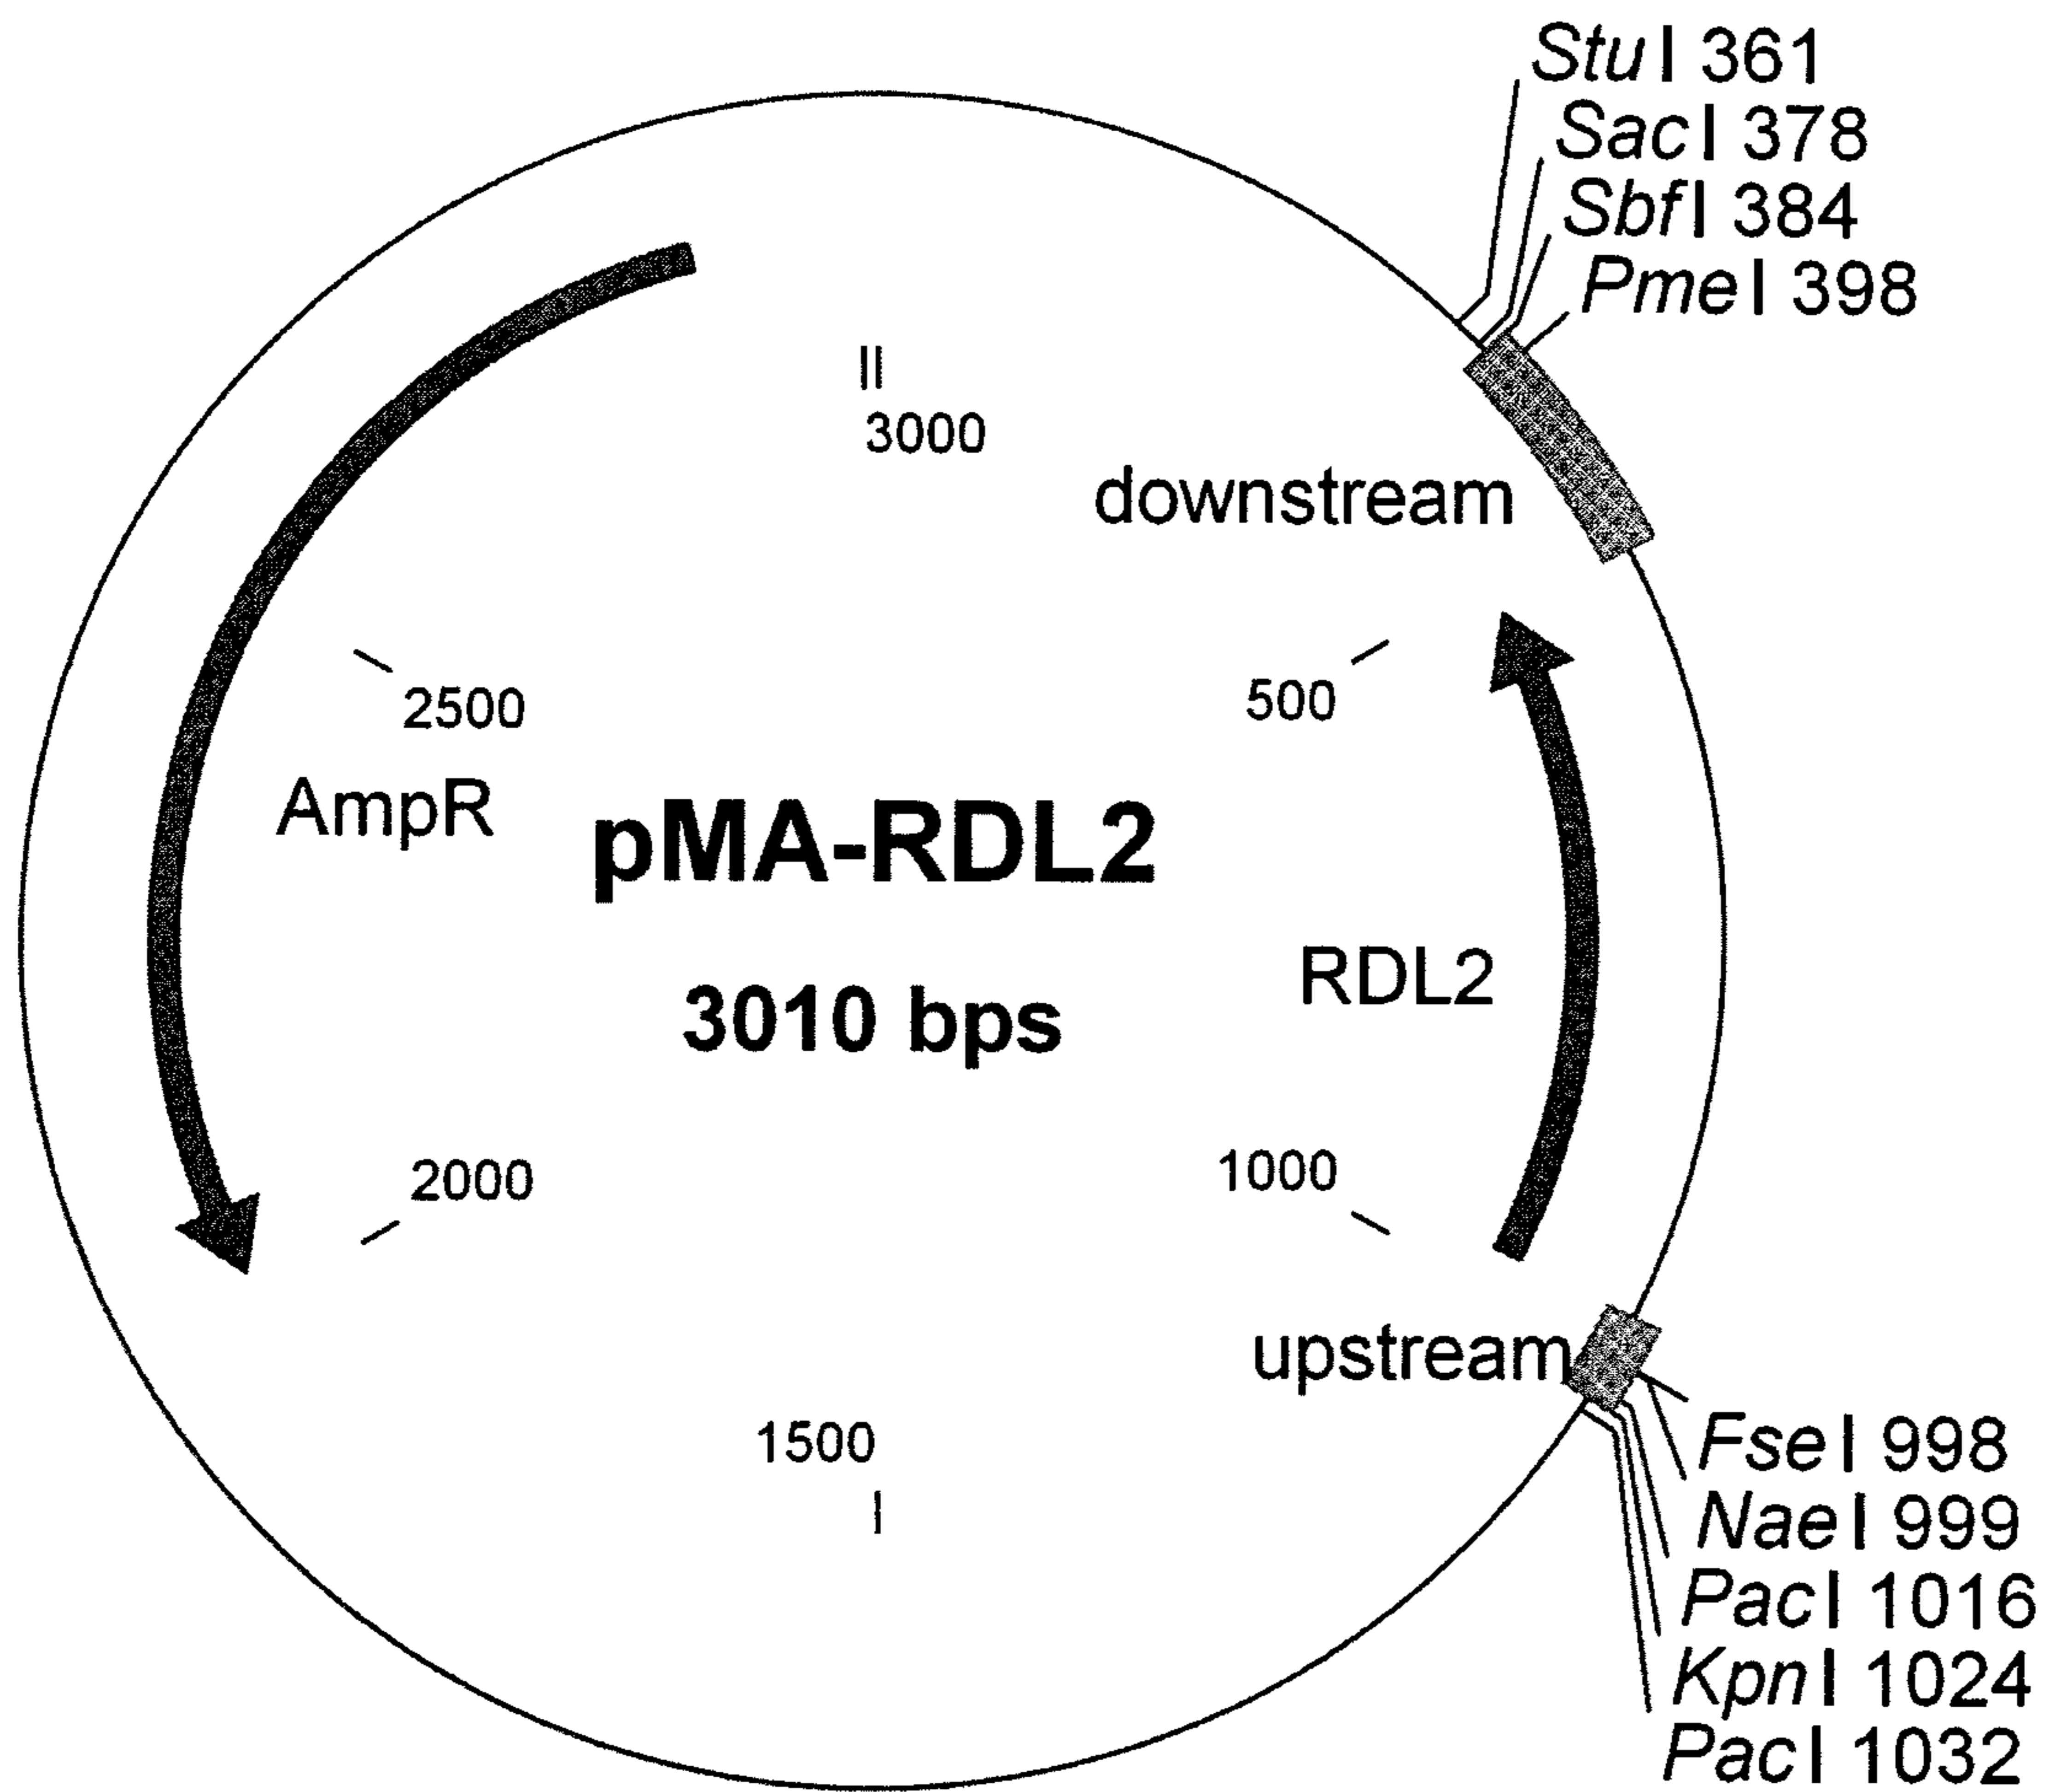 StuI 361
SacI 378
SbfI 384
PmeI 398
3000
downstream
2500
500
AmpR
pMA-RDL2
RDL2
3010 bps
2000
1000
upstream
1500
FseI 998
NaeI 999
PacI 1016
KpnI 1024
PacI 1032